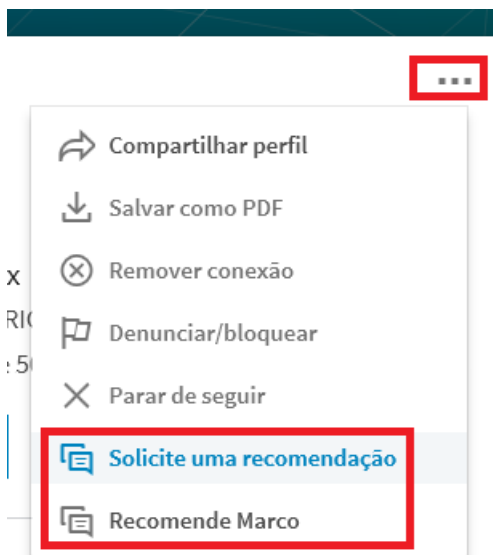 ...
Compartilhar perfil
Salvar como PDF
x
Remover conexão
Denunciar/bloquear
Parar de seguir
Solicite uma recomendação
Recomende Marco